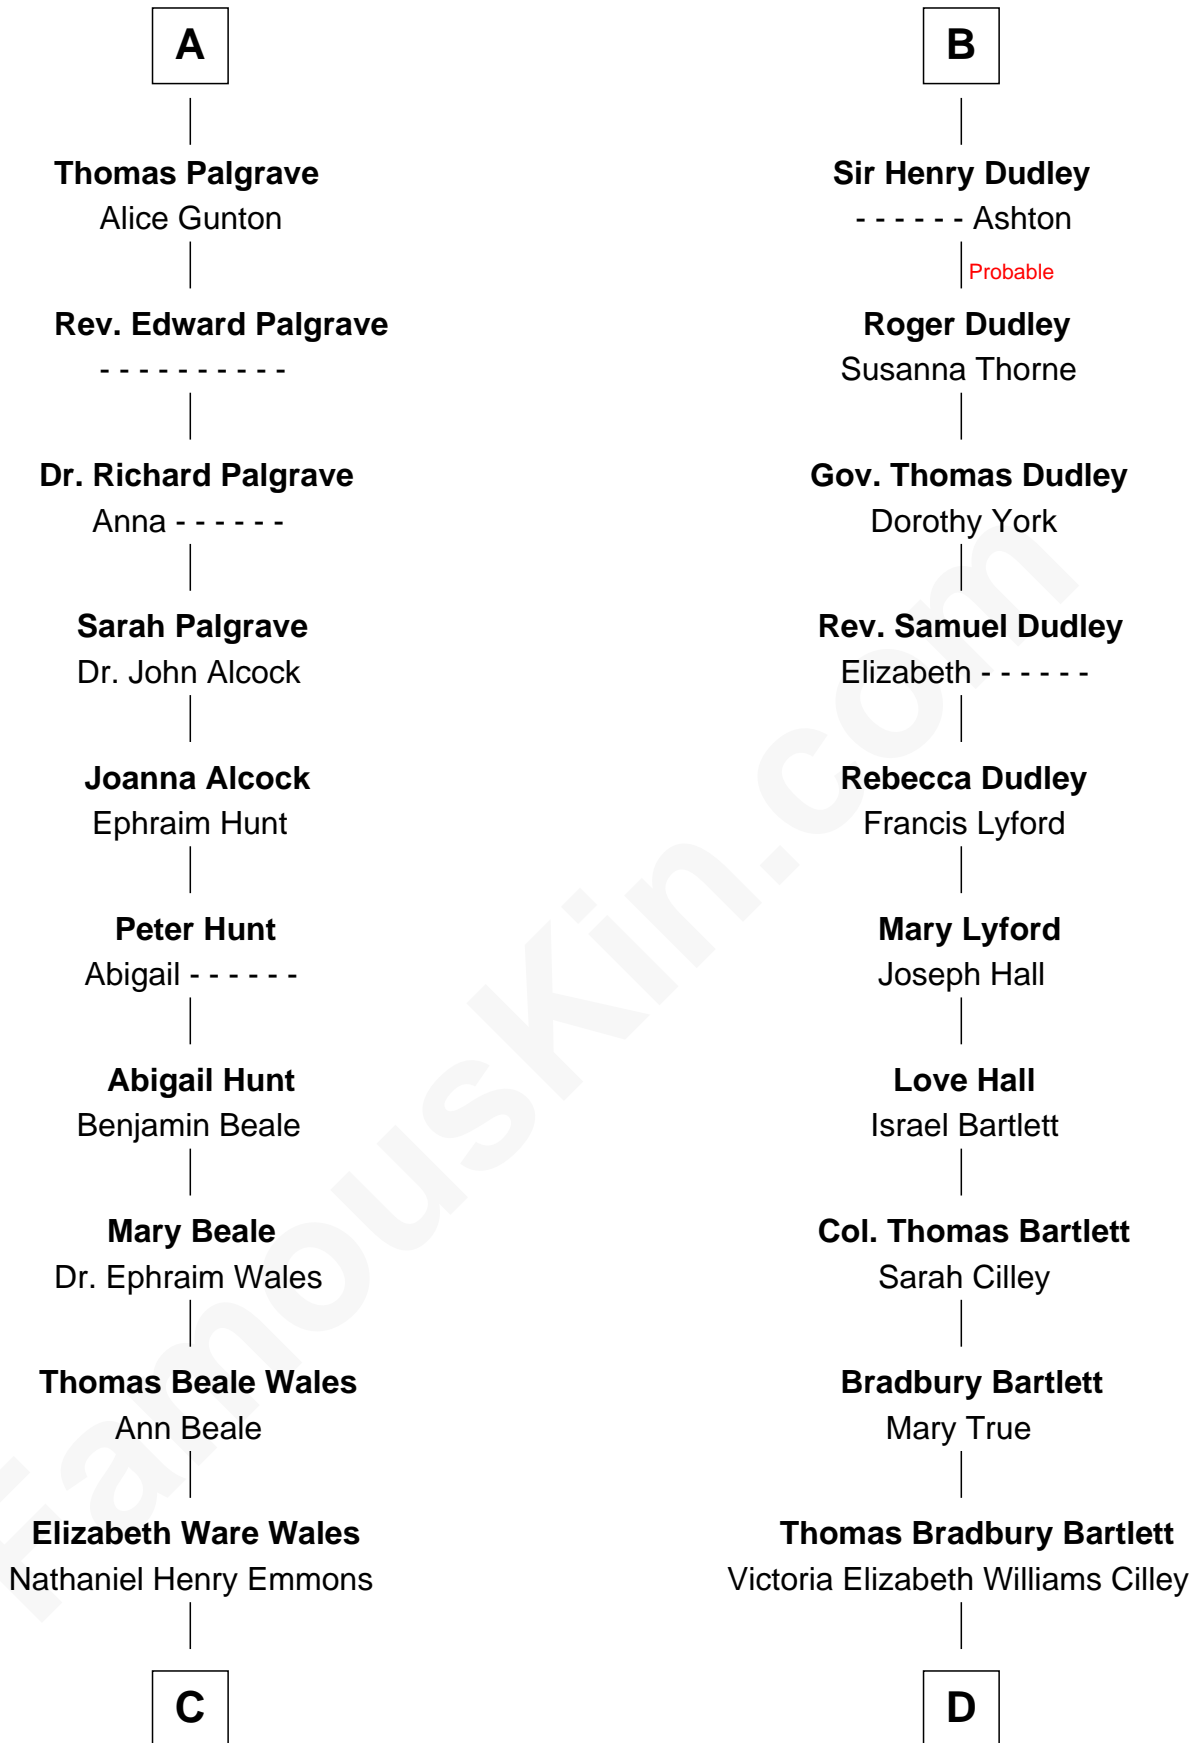 A
Thomas Palgrave
Alice Gunton
Rev. Edward Palgrave
- - - - - - - - - -
Dr. Richard Palgrave
Anna - - - - - -
Sarah Palgrave
Dr. John Alcock
Joanna Alcock
Ephraim Hunt
Peter Hunt
Abigail - - - - - -
Abigail Hunt
Benjamin Beale
Mary Beale
Dr. Ephraim Wales
Thomas Beale Wales
Ann Beale
Elizabeth Ware Wales
Nathaniel Henry Emmons
C
B
Sir Henry Dudley
- - - - - - Ashton
Probable
Roger Dudley
Susanna Thorne
Gov. Thomas Dudley
Dorothy York
Rev. Samuel Dudley
Elizabeth - - - - - -
Rebecca Dudley
Francis Lyford
Mary Lyford
Joseph Hall
Love Hall
Israel Bartlett
Col. Thomas Bartlett
Sarah Cilley
Bradbury Bartlett
Mary True
Thomas Bradbury Bartlett
Victoria Elizabeth Williams Cilley
D
FamousKin.com